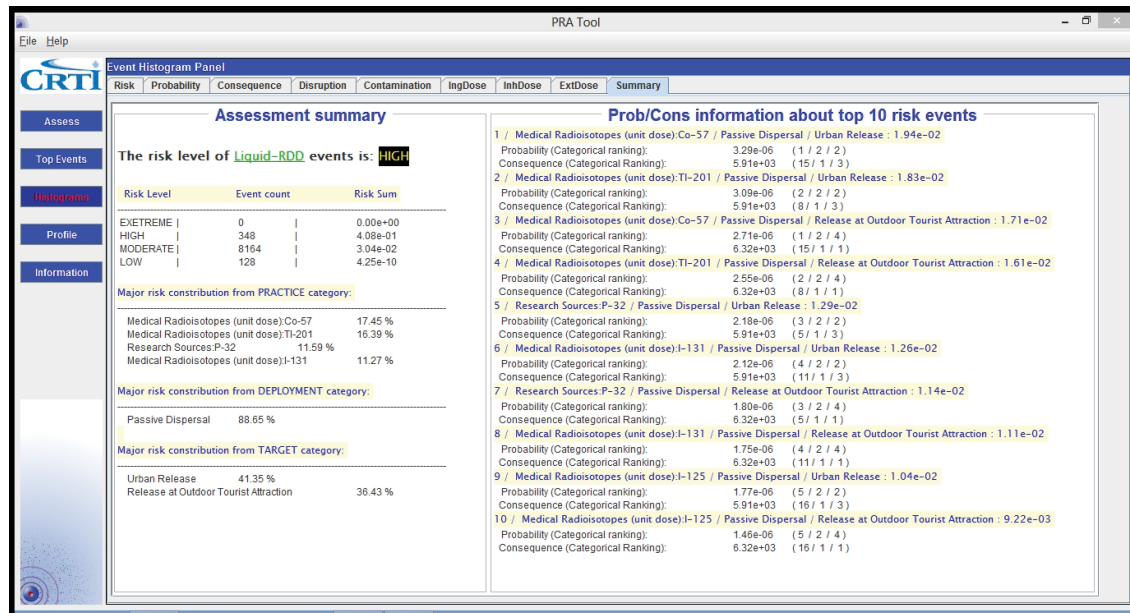 PRA Tool
File Help
CRTI
Event Histogram Panel
Risk Probability Consequence Disruption Contamination IngDose InhDose ExtDose Summary
Assess
Top Events
Histograms
Profile
Information
Assessment summary
The risk level of Liquid-RDD events is: HIGH
Risk Level Event count Risk Sum
EXETREME | 0 | 0.00e+00
HIGH | 348 | 4.08e-01
MODERATE | 8164 | 3.04e-02
LOW | 128 | 4.25e-10
Major risk constribution from PRACTICE category:
Medical Radioisotopes (unit dose):Co-57 17.45 %
Medical Radioisotopes (unit dose):Tl-201 16.39 %
Research Sources:P-32 11.59 %
Medical Radioisotopes (unit dose):I-131 11.27 %
Major risk constribution from DEPLOYMENT category:
Passive Dispersal 88.65 %
Major risk constribution from TARGET category:
Urban Release 41.35 %
Release at Outdoor Tourist Attraction 36.43 %
Prob/Cons information about top 10 risk events
1 / Medical Radioisotopes (unit dose):Co-57 / Passive Dispersal / Urban Release : 1.94e-02
Probability (Categorical ranking): 3.29e-06 ( 1 / 2 / 2 )
Consequence (Categorical Ranking): 5.91e+03 ( 15 / 1 / 3 )
2 / Medical Radioisotopes (unit dose):Tl-201 / Passive Dispersal / Urban Release : 1.83e-02
Probability (Categorical ranking): 3.09e-06 ( 2 / 2 / 2 )
Consequence (Categorical Ranking): 5.91e+03 ( 8 / 1 / 3 )
3 / Medical Radioisotopes (unit dose):Co-57 / Passive Dispersal / Release at Outdoor Tourist Attraction : 1.71e-02
Probability (Categorical ranking): 2.71e-06 ( 1 / 2 / 4 )
Consequence (Categorical Ranking): 6.32e+03 ( 15 / 1 / 1 )
4 / Medical Radioisotopes (unit dose):Tl-201 / Passive Dispersal / Release at Outdoor Tourist Attraction : 1.61e-02
Probability (Categorical ranking): 2.55e-06 ( 2 / 2 / 4 )
Consequence (Categorical Ranking): 6.32e+03 ( 8 / 1 / 1 )
5 / Research Sources:P-32 / Passive Dispersal / Urban Release : 1.29e-02
Probability (Categorical ranking): 2.18e-06 ( 3 / 2 / 2 )
Consequence (Categorical Ranking): 5.91e+03 ( 5 / 1 / 3 )
6 / Medical Radioisotopes (unit dose):I-131 / Passive Dispersal / Urban Release : 1.26e-02
Probability (Categorical ranking): 2.12e-06 ( 4 / 2 / 2 )
Consequence (Categorical Ranking): 5.91e+03 ( 11 / 1 / 3 )
7 / Research Sources:P-32 / Passive Dispersal / Release at Outdoor Tourist Attraction : 1.14e-02
Probability (Categorical ranking): 1.80e-06 ( 3 / 2 / 4 )
Consequence (Categorical Ranking): 6.32e+03 ( 5 / 1 / 1 )
8 / Medical Radioisotopes (unit dose):I-131 / Passive Dispersal / Release at Outdoor Tourist Attraction : 1.11e-02
Probability (Categorical ranking): 1.75e-06 ( 4 / 2 / 4 )
Consequence (Categorical Ranking): 6.32e+03 ( 11 / 1 / 1 )
9 / Medical Radioisotopes (unit dose):I-125 / Passive Dispersal / Urban Release : 1.04e-02
Probability (Categorical ranking): 1.77e-06 ( 5 / 2 / 2 )
Consequence (Categorical Ranking): 5.91e+03 ( 16 / 1 / 3 )
10 / Medical Radioisotopes (unit dose):I-125 / Passive Dispersal / Release at Outdoor Tourist Attraction : 9.22e-03
Probability (Categorical ranking): 1.46e-06 ( 5 / 2 / 4 )
Consequence (Categorical Ranking): 6.32e+03 ( 16 / 1 / 1 )